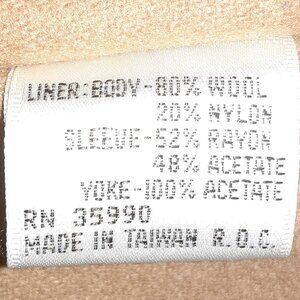 LINER: BODY-80% WOOL
20% NYLON
SLEEVE-52% RAYON
48% ACETATE
YOKE-100% ACETATE
RN 35990
MADE IN TAIWAN R.O.C.